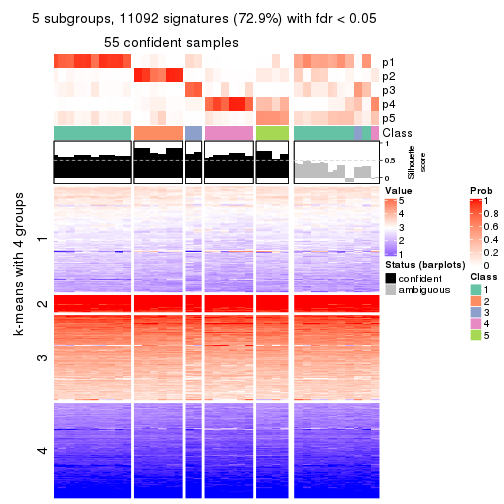 5 subgroups, 11092 signatures (72.9%) with fdr < 0.05
55 confident samples
p1
p2
p3
p4
p5
Class
1
0.5
0
Silhouette
score
k-means with 4 groups
1
2
3
4
Value
5
4
3
2
1
Status (barplots)
confident
ambiguous
Prob
1
0.8
0.6
0.4
0.2
0
Class
1
2
3
4
5